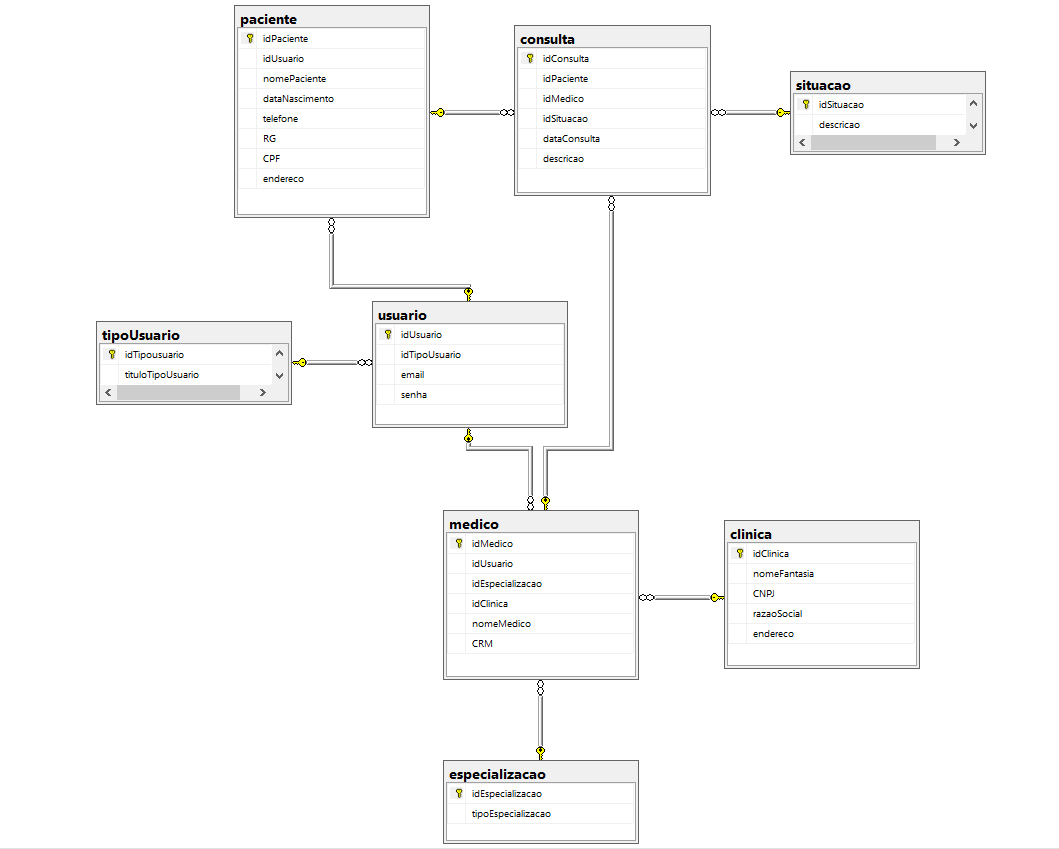 paciente
idPaciente
idUsuario
nomePaciente
dataNascimento
telefone
RG
CPF
endereco
consulta
idConsulta
idPaciente
idMedico
idSituacao
dataConsulta
descricao
situacao
idSituacao
descricao
tipoUsuario
idTipousuario
tituloTipoUsuario
usuario
idUsuario
idTipoUsuario
email
senha
medico
idMedico
idUsuario
idEspecializacao
idClinica
nomeMedico
CRM
clinica
idClinica
nomeFantasia
CNPJ
razaoSocial
endereco
especializacao
idEspecializacao
tipoEspecializacao